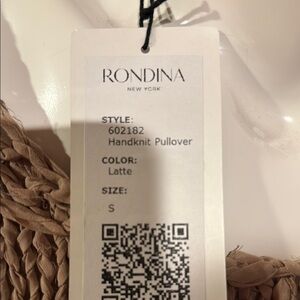 RONDINA
NEW YORK
STYLE:
602182
Handknit Pullover
COLOR:
Latte
SIZE:
S